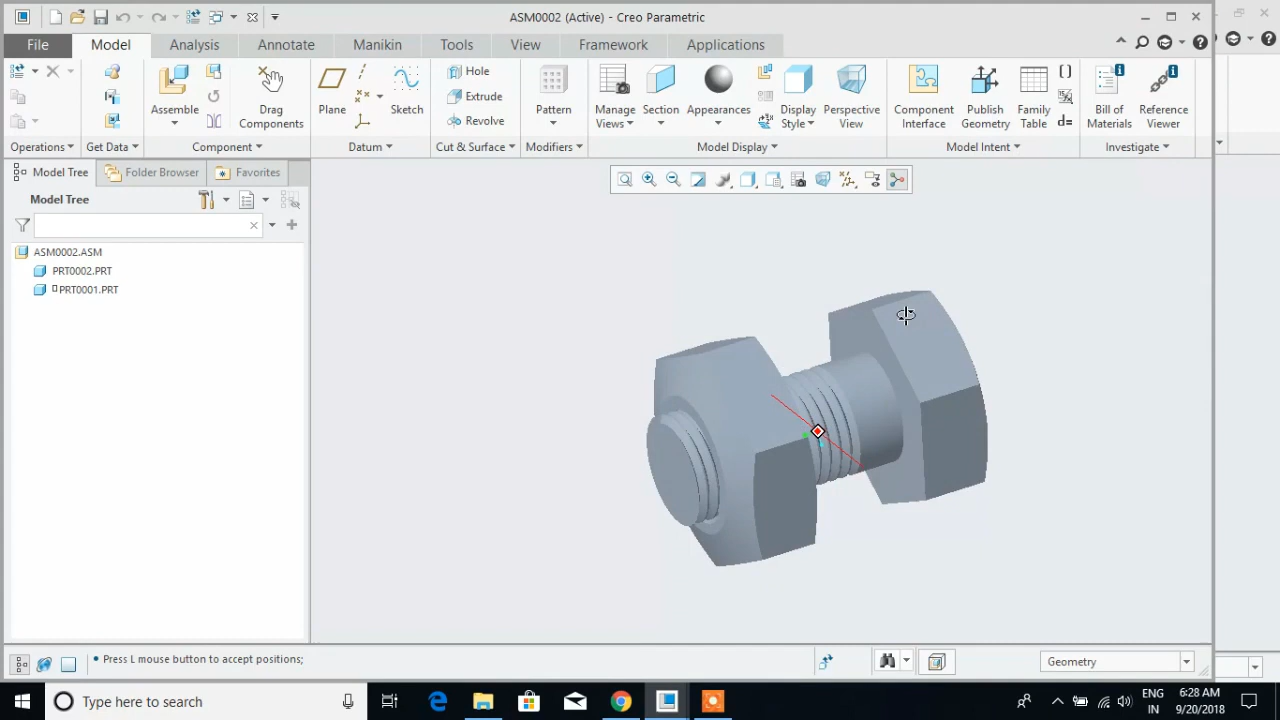 ASM0002 (Active) - Creo Parametric
File Model Analysis Annotate Manikin Tools View Framework Applications
Assemble
Drag
Components
Plane
Sketch
Hole
Extrude
Revolve
Pattern
Manage
Views
Section
Appearances
Display
Style
Perspective
View
Component
Interface
Publish
Geometry
Family
Table
d=
Bill of
Materials
Reference
Viewer
Operations Get Data Component Datum Cut & Surface Modifiers Model Display Model Intent Investigate
Model Tree Folder Browser Favorites
Model Tree
ASM0002.ASM
PRT0002.PRT
PRT0001.PRT
• Press L mouse button to accept positions;
Geometry
Type here to search
ENG
IN
6:28 AM
9/20/2018